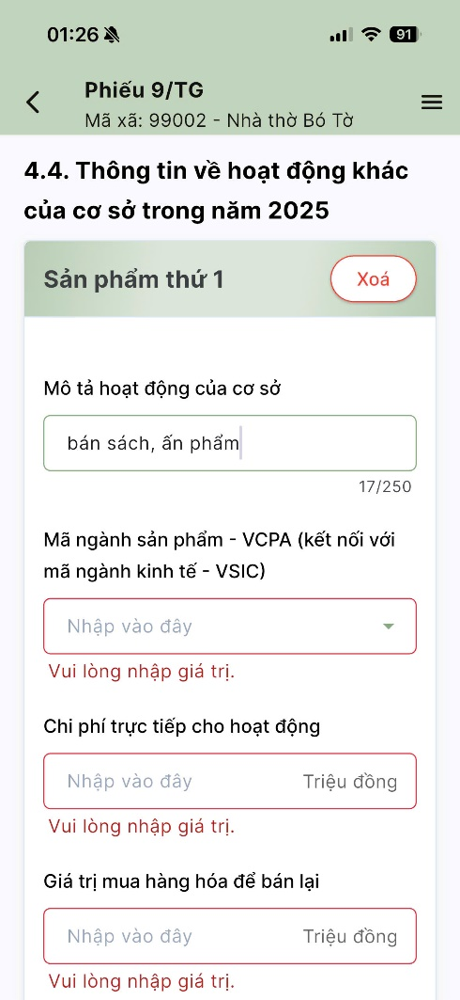 01:26
91
Phiếu 9/TG
Mã xã: 99002 - Nhà thờ Bó Tờ
4.4. Thông tin về hoạt động khác
của cơ sở trong năm 2025
Sản phẩm thứ 1
Xoá
Mô tả hoạt động của cơ sở
bán sách, ấn phẩm
17/250
Mã ngành sản phẩm - VCPA (kết nối với
mã ngành kinh tế - VSIC)
Nhập vào đây
Vui lòng nhập giá trị.
Chi phí trực tiếp cho hoạt động
Nhập vào đây Triệu đồng
Vui lòng nhập giá trị.
Giá trị mua hàng hóa để bán lại
Nhập vào đây Triệu đồng
Vui lòng nhập giá trị.